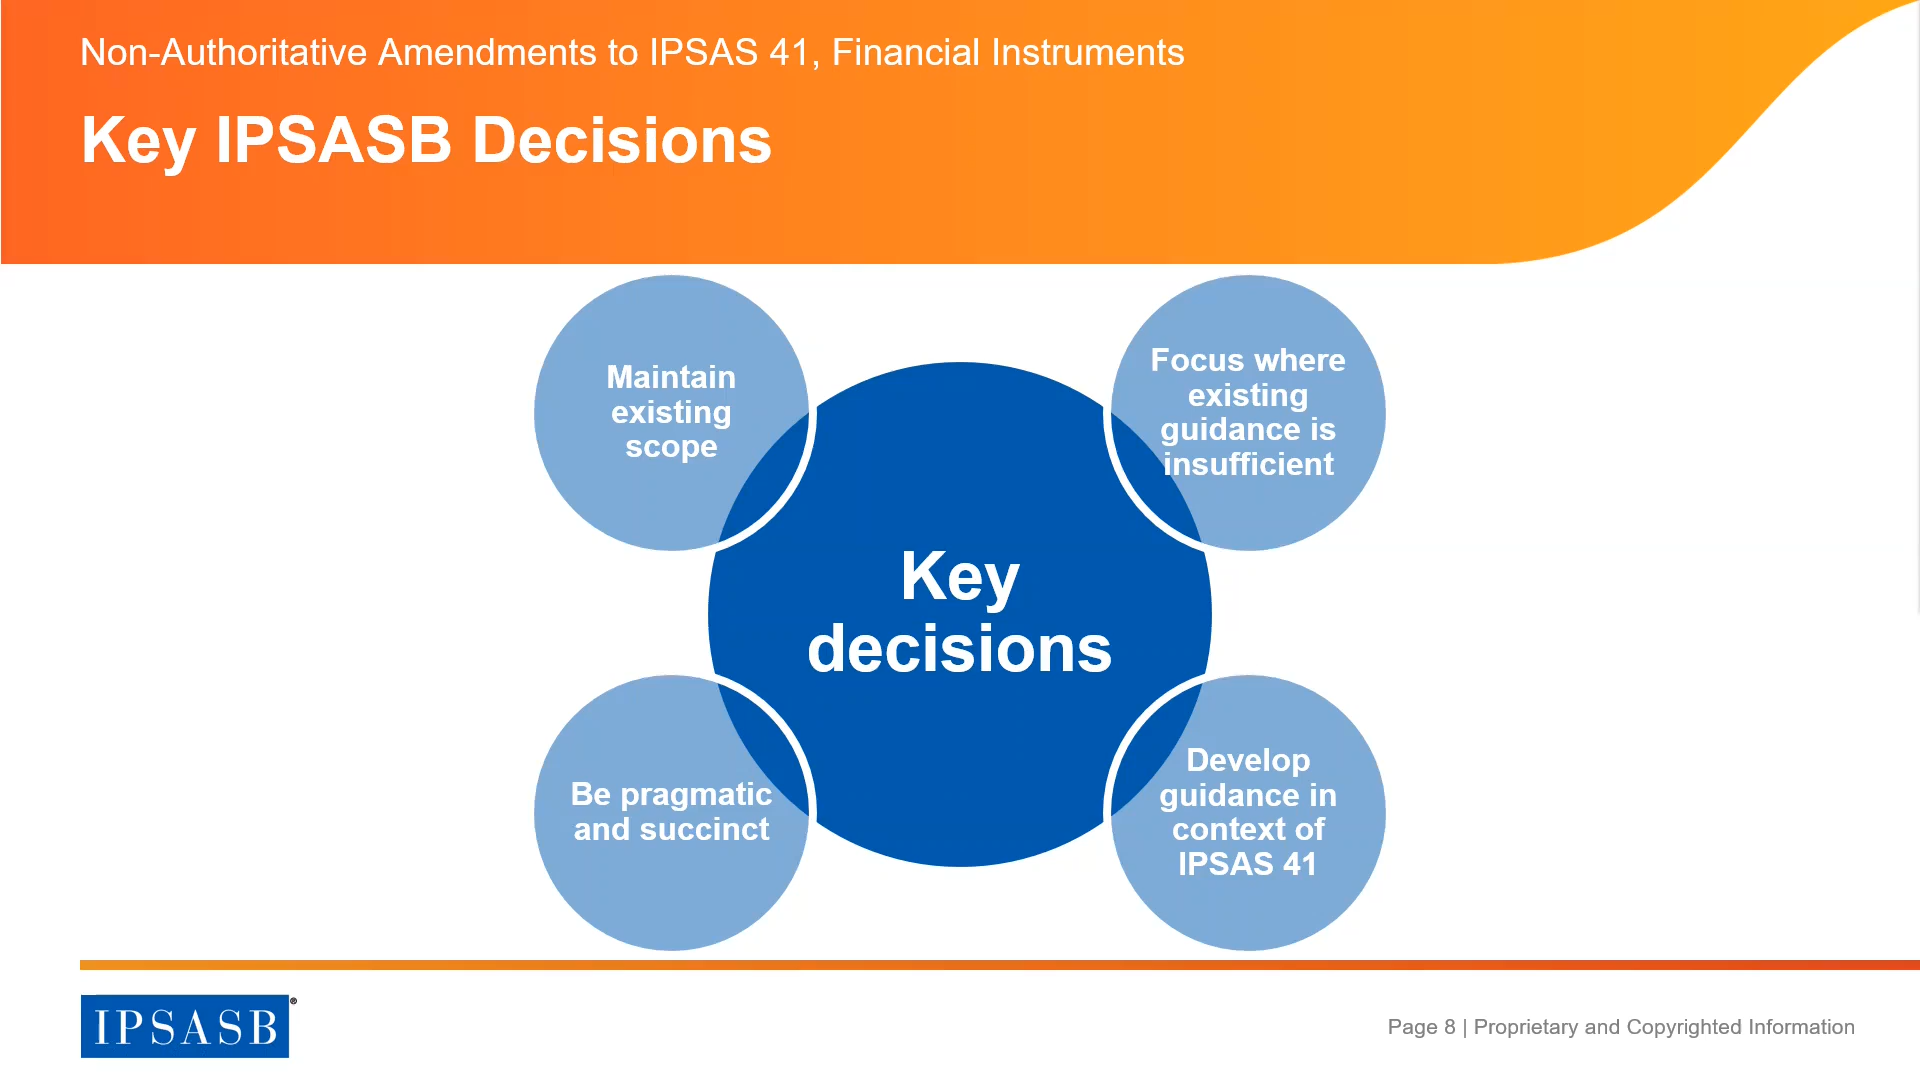 Non-Authoritative Amendments to IPSAS 41, Financial Instruments
Key IPSASB Decisions
Maintain
existing
scope
Focus where
existing
guidance is
insufficient
Key
decisions
Be pragmatic
and succinct
Develop
guidance in
context of
IPSAS 41
IPSASB®
Page 8 | Proprietary and Copyrighted Information